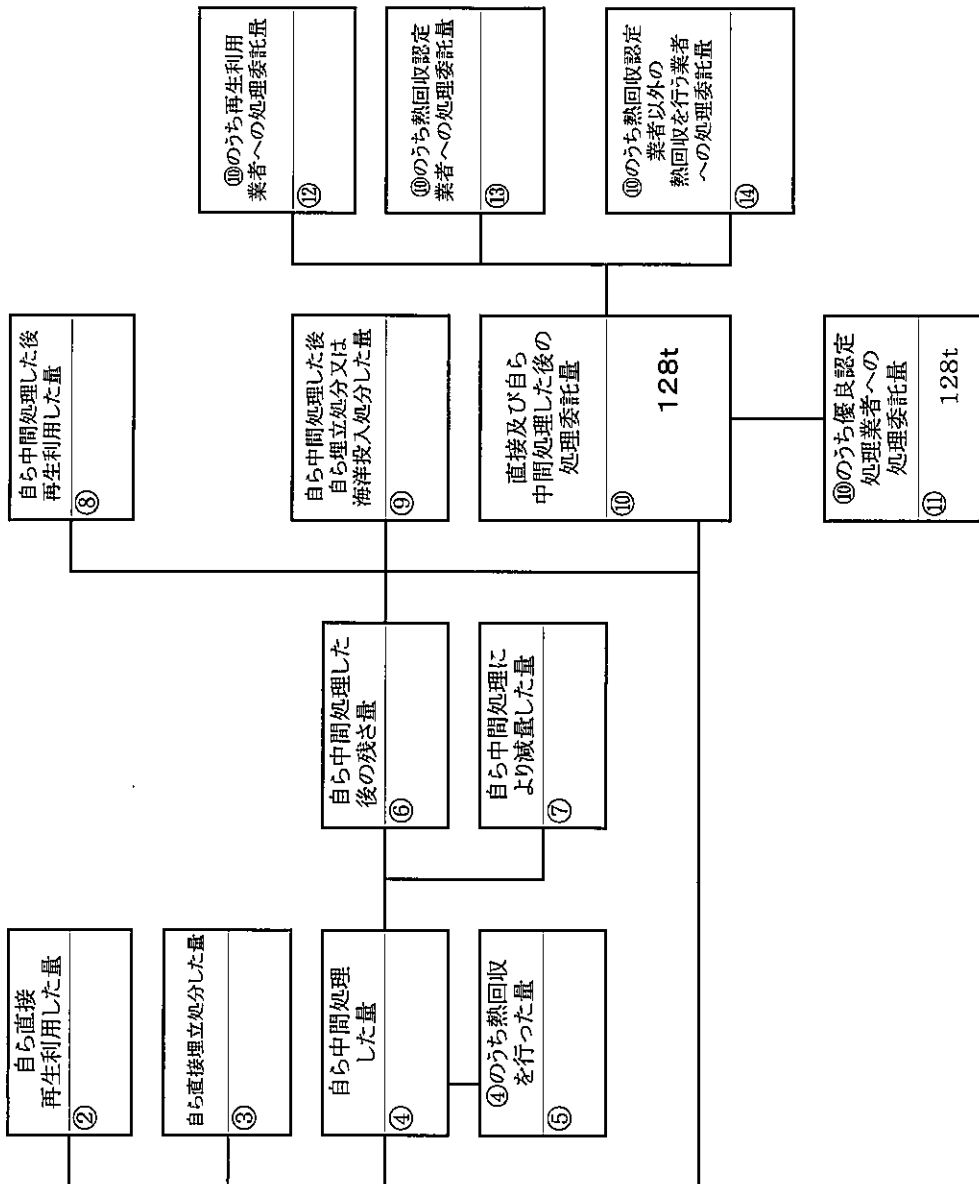 自ら直接
再生利用した量
②
自ら直接埋立処分した量
③
自ら中間処理
した量
④
④のうち熱回収
を行った量
⑤
自ら中間処理した
後の残さ量
⑥
自ら中間処理に
より減量した量
⑦
自ら中間処理した後
再生利用した量
⑧
自ら中間処理した後
自ら埋立処分又は
海洋投入処分した量
⑨
直接及び自ら
中間処理した後の
処理委託量
⑩
128t
⑩のうち優良認定
処理業者への
処理委託量
⑪
128t
⑩のうち再生利用
業者への処理委託量
⑫
⑩のうち熱回収認定
業者への処理委託量
⑬
⑩のうち熱回収認定
業者以外の
熱回収を行う業者
への処理委託量
⑭